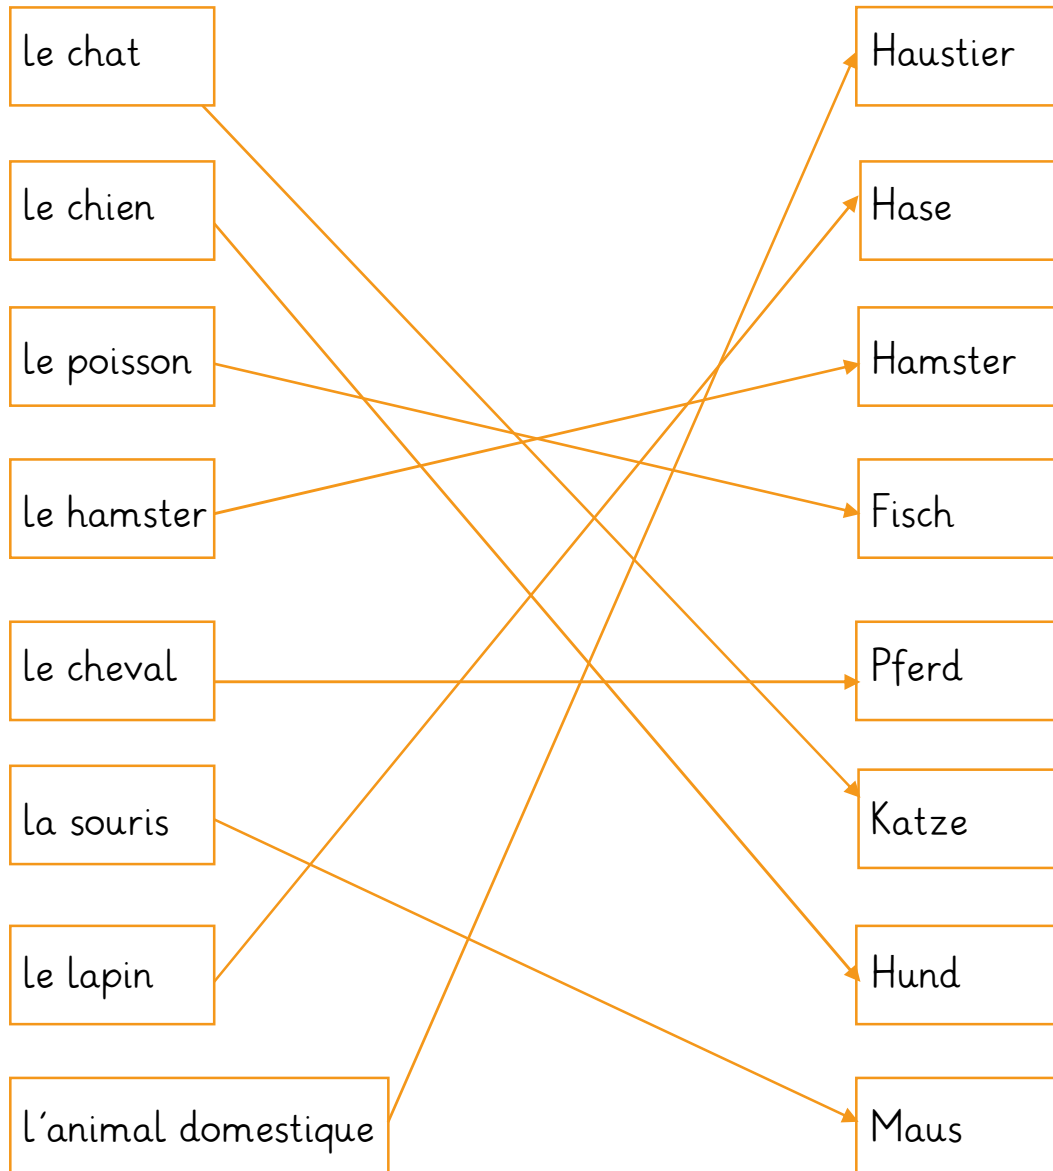 le chat
Haustier
le chien
Hase
le poisson
Hamster
le hamster
Fisch
le cheval
Pferd
la souris
Katze
le lapin
Hund
l´animal domestique
Maus